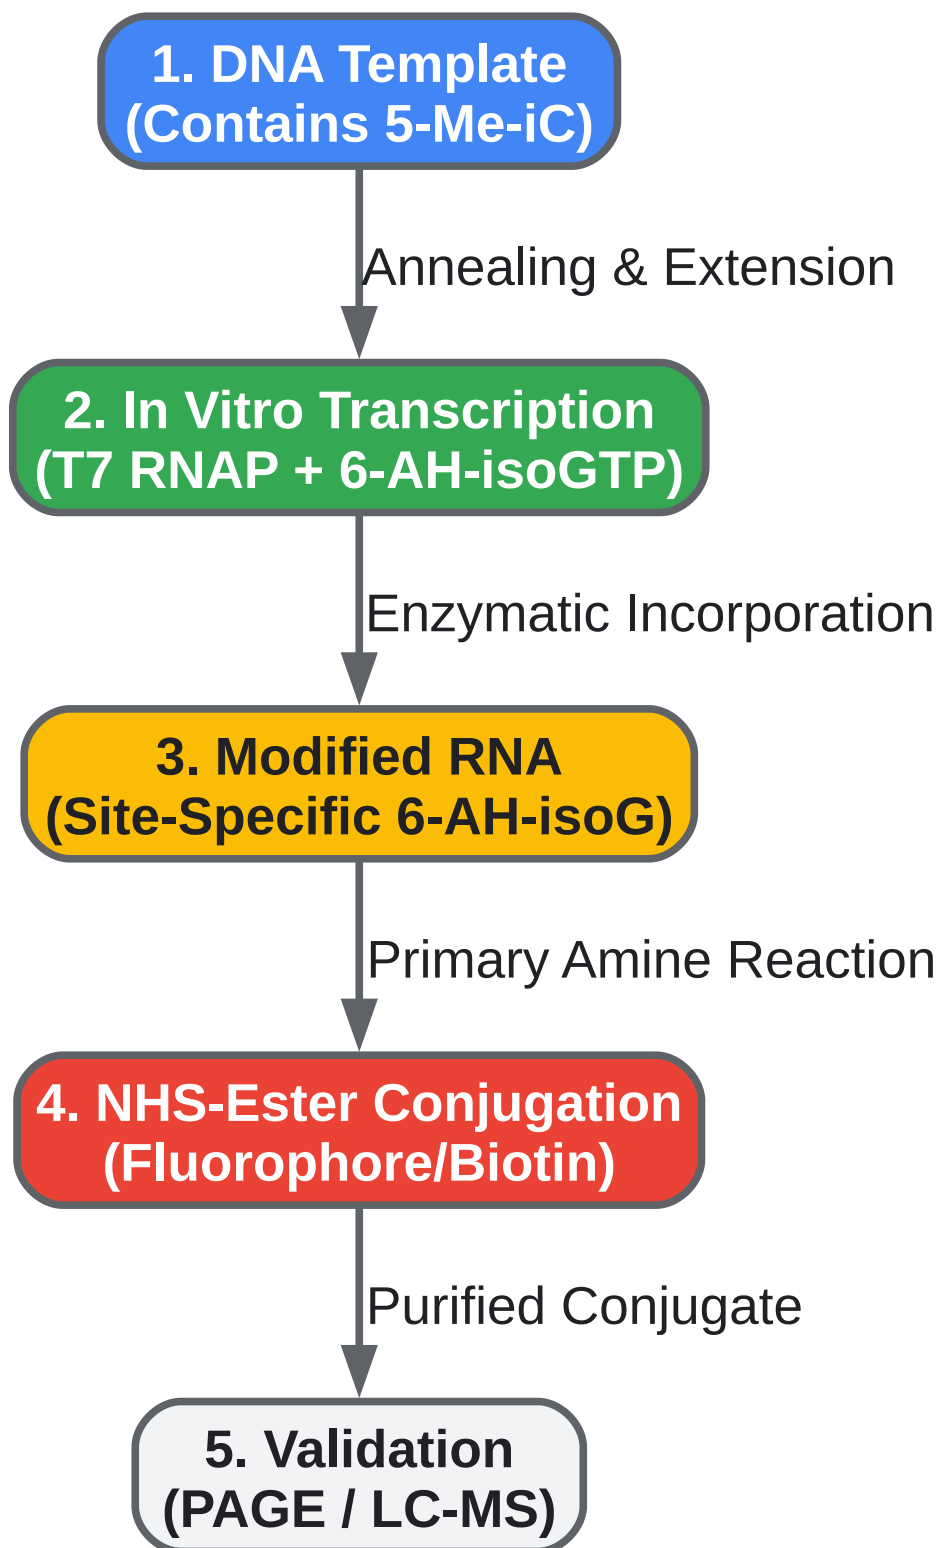 1. DNA Template
(Contains 5-Me-iC)
Annealing & Extension
2. In Vitro Transcription
(T7 RNAP + 6-AH-isoGTP)
Enzymatic Incorporation
3. Modified RNA
(Site-Specific 6-AH-isoG)
Primary Amine Reaction
4. NHS-Ester Conjugation
(Fluorophore/Biotin)
Purified Conjugate
5. Validation
(PAGE / LC-MS)